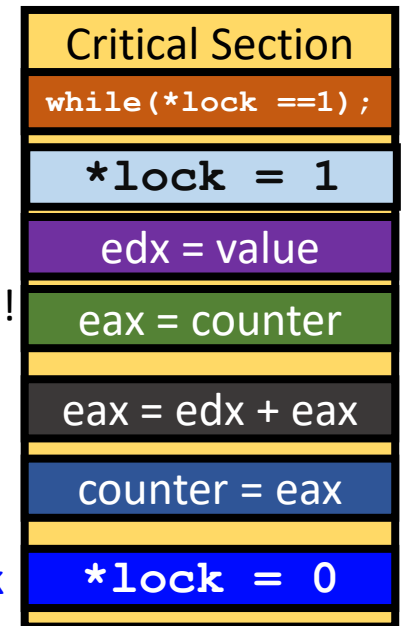 Critical Section
while(*lock ==1);
*lock = 1
edx = value
!
eax = counter
eax = edx + eax
counter = eax
*lock = 0